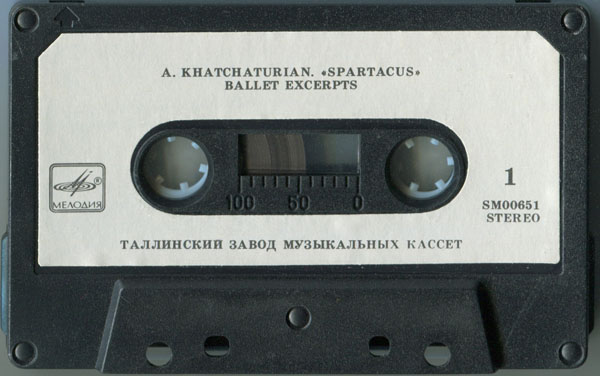 A. KHATCHATURIAN. «SPARTACUS»
BALLET EXCERPTS
МЕЛОДИЯ
®
100 50 0
1
SM00651
STEREO
ТАЛЛИНСКИЙ ЗАВОД МУЗЫКАЛЬНЫХ КАССЕТ